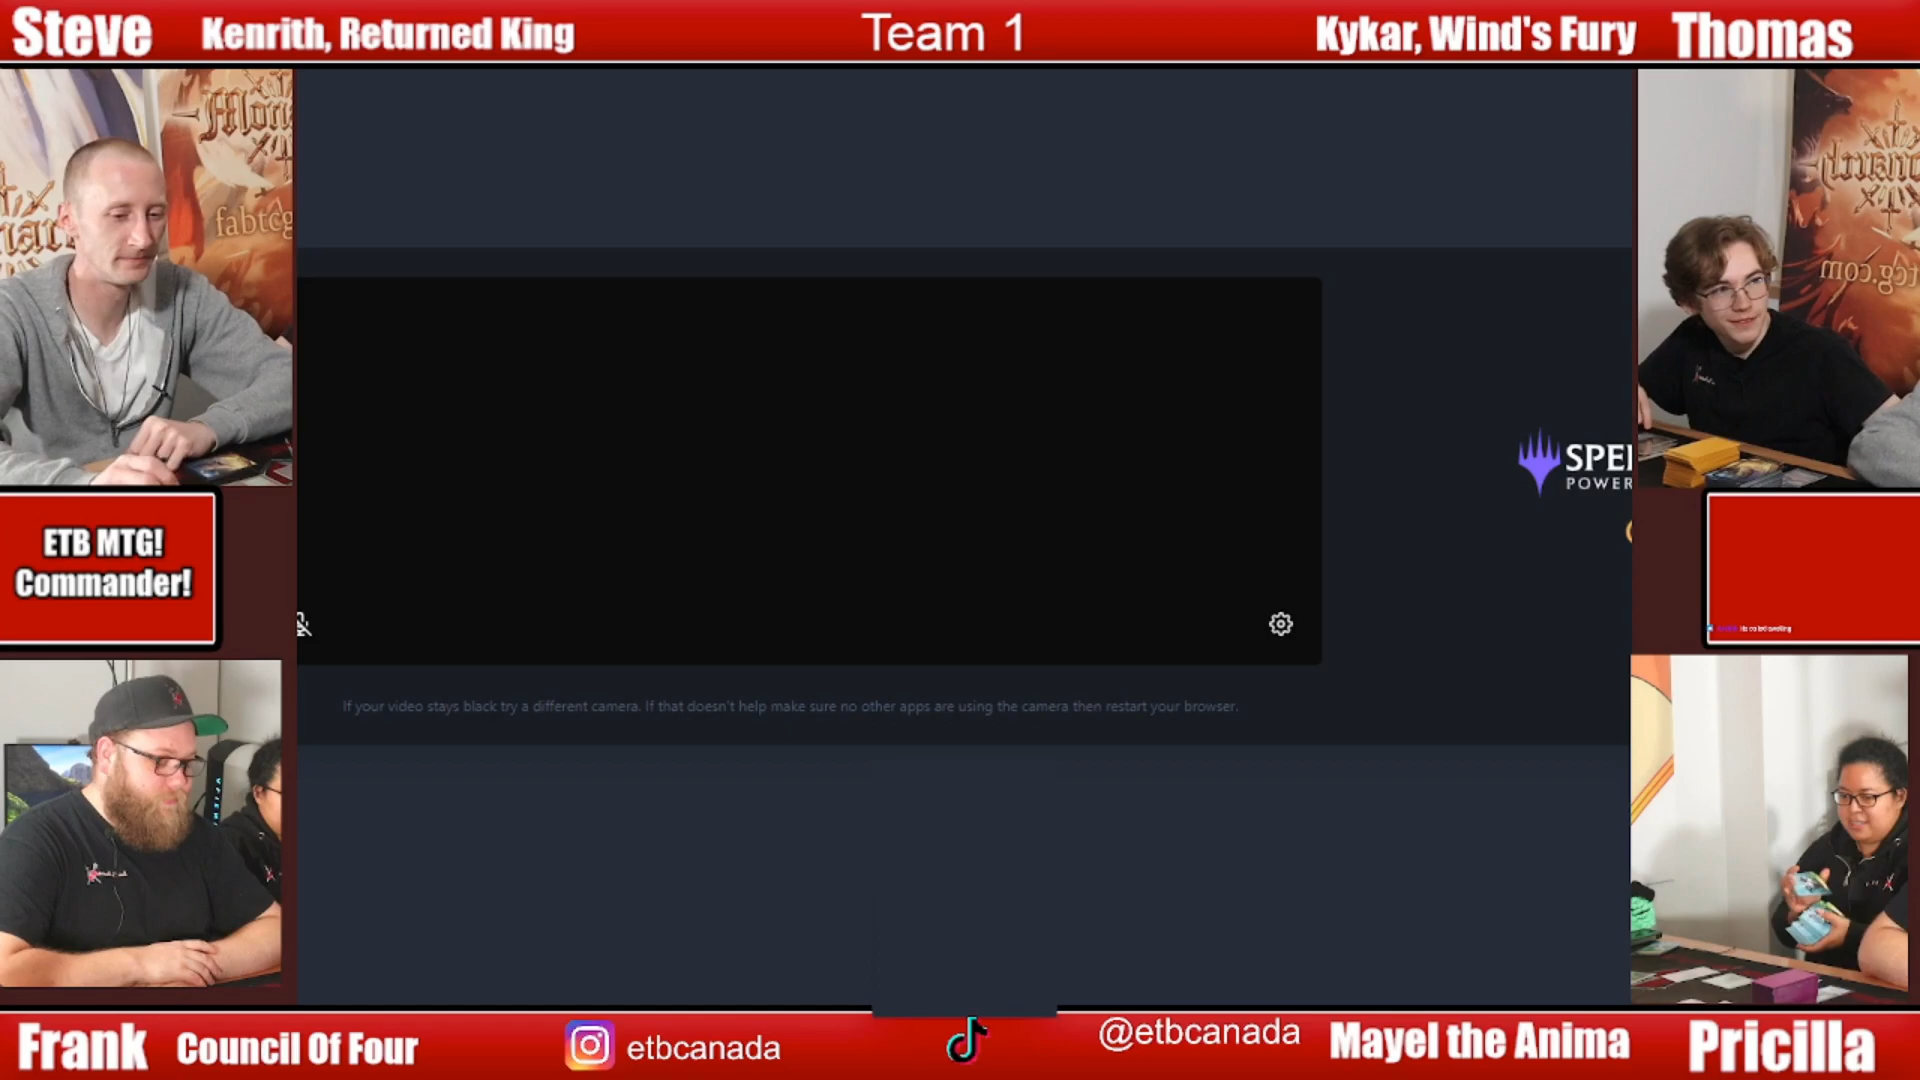 Steve
Kenrith, Returned King
Team 1
Kykar, Wind's Fury
Thomas
fabtcg
SPE
POWER
ETB MTG!
Commander!
If your video stays black try a different camera. If that doesn't help make sure no other apps are using the camera then restart your browser.
Frank
Council Of Four
etbcanada
@etbcanada
Mayel the Anima
Pricilla